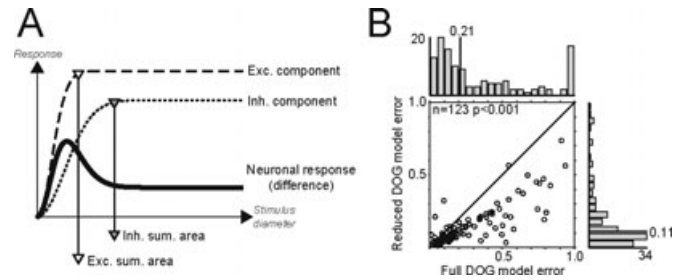 A
Response
Exc. component
Inh. component
Neuronal response
(difference)
Stimulus
diameter
Inh. sum. area
Exc. sum. area
B
20
0.21
1.0
n=123 p<0.001
0.5
Reduced DOG model error
0.5
1.0
Full DOG model error
0.11
34